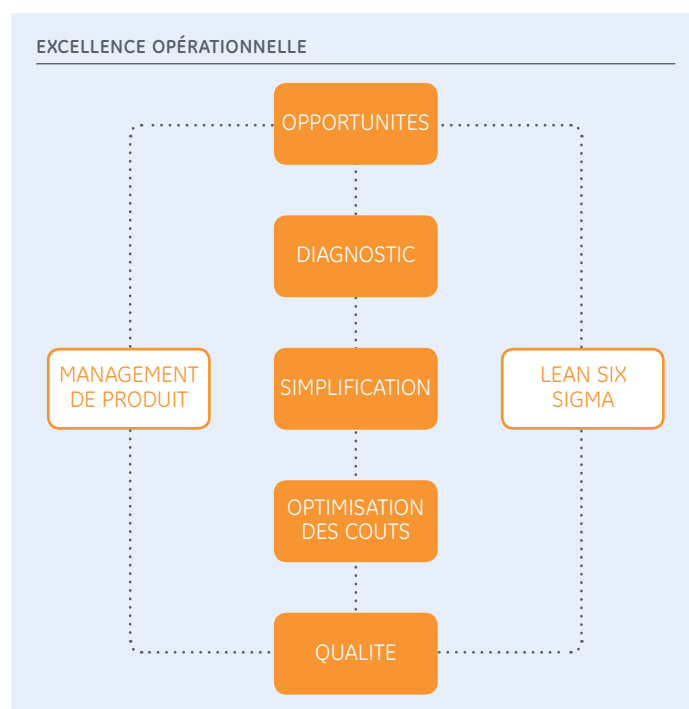 EXCELLENCE OPÉRATIONNELLE
OPPORTUNITES
DIAGNOSTIC
MANAGEMENT
DE PRODUIT
SIMPLIFICATION
LEAN SIX
SIGMA
OPTIMISATION
DES COUTS
QUALITE